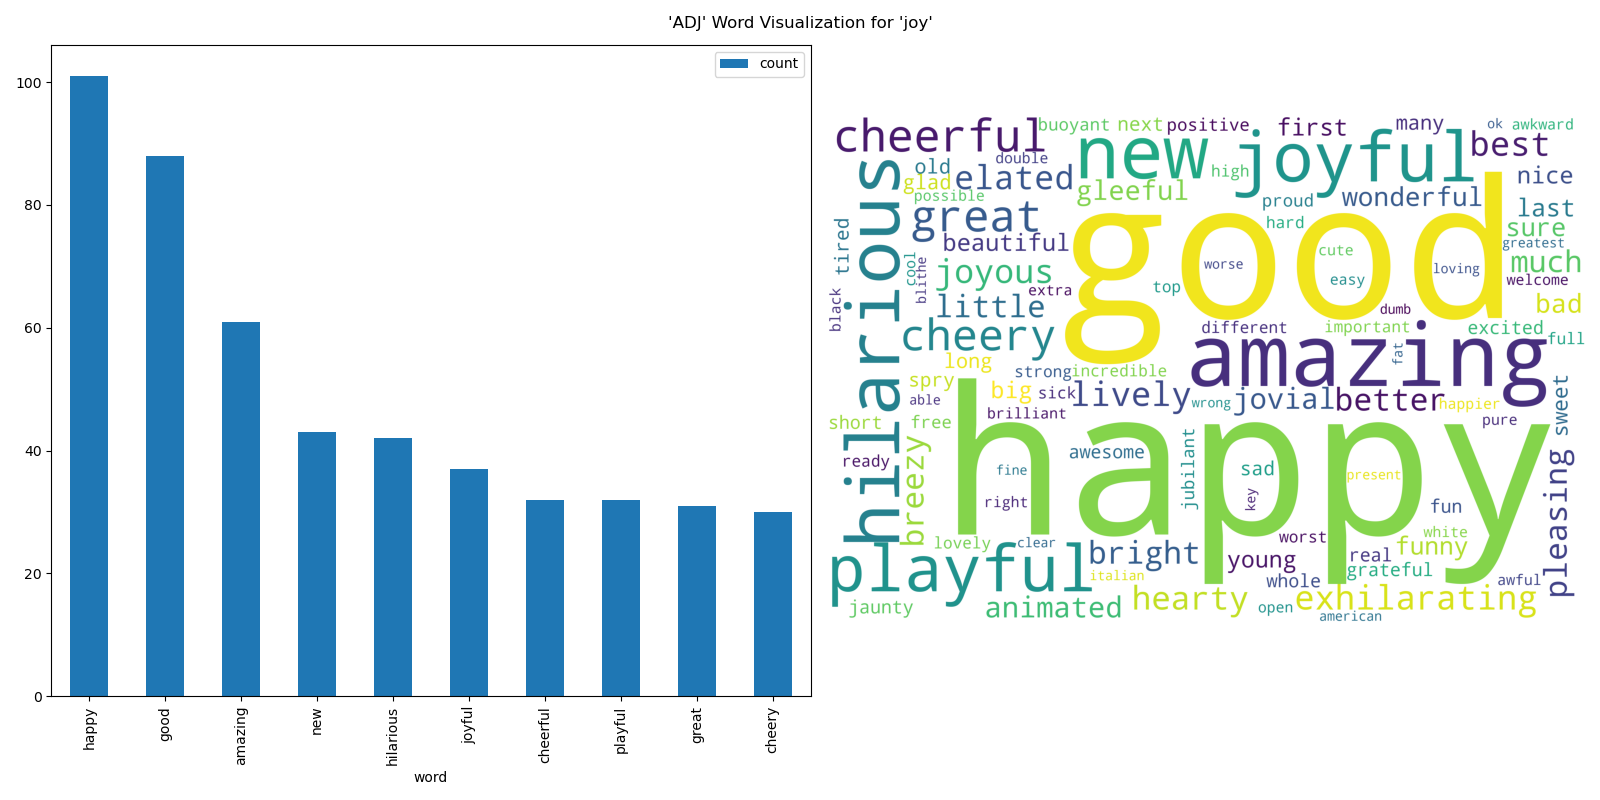 'ADJ' Word Visualization for 'joy'
count
100
80
60
40
20
0
happy
good
amazing
new
hilarious
joyful
cheerful
playful
great
cheery
word
cheerful
buoyant
next
positive
first
many
ok
awkward
new
joyful
best
old
double
elated
high
nice
glad
possible
gleeful
proud
wonderful
last
great
hard
sure
hilarious
tired
beautiful
good
cute
greatest
cool
blithe
joyous
worse
loving
much
black
extra
top
easy
welcome
little
dumb
bad
cheery
different
important
excited
full
long
amazing
fat
strong
incredible
spry
big
sick
lively
wrong
jovial
better
happier
sweet
able
short
free
brilliant
pure
happy
breezy
ready
awesome
jubilant
sad
fine
present
pleasing
right
key
fun
lovely
clear
worst
white
playful
bright
young
real
funny
italian
whole
grateful
awful
jaunty
animated
hearty
open
exhilarating
american